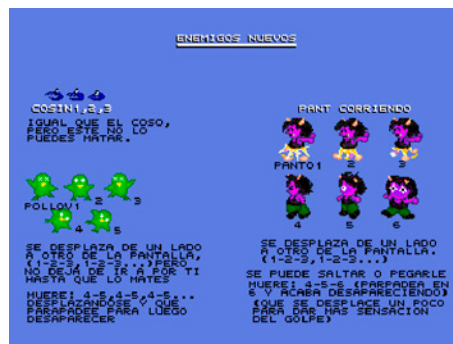 ENEMIGOS NUEVOS
COSIN1,2,3
IGUAL QUE EL COSO,
PERO ESTE NO LO
PUEDES MATAR.
POLLOV1
2
3
4
5
SE DESPLAZA DE UN LADO
A OTRO DE LA PANTALLA,
(1-2-3,1-2-3...)PERO
NO DEJA DE IR A POR TI
HASTA QUE LO MATES
MUERE: 4-5,4-5,4-5...
DESPLAZANDOSE Y QUE
PARAPADEE PARA LUEGO
DESAPARECER
PANT CORRIENDO
PANTO1
2
3
4
5
6
SE DESPLAZA DE UN LADO
A OTRO DE LA PANTALLA.
(1-2-3,1-2-3...)
SE PUEDE SALTAR O PEGARLE
MUERE: 4-5-6 (PARPADEA EN
6 Y ACABA DESAPARECIENDO)
(QUE SE DESPLACE UN POCO
PARA DAR MAS SENSACION
DEL GOLPE)